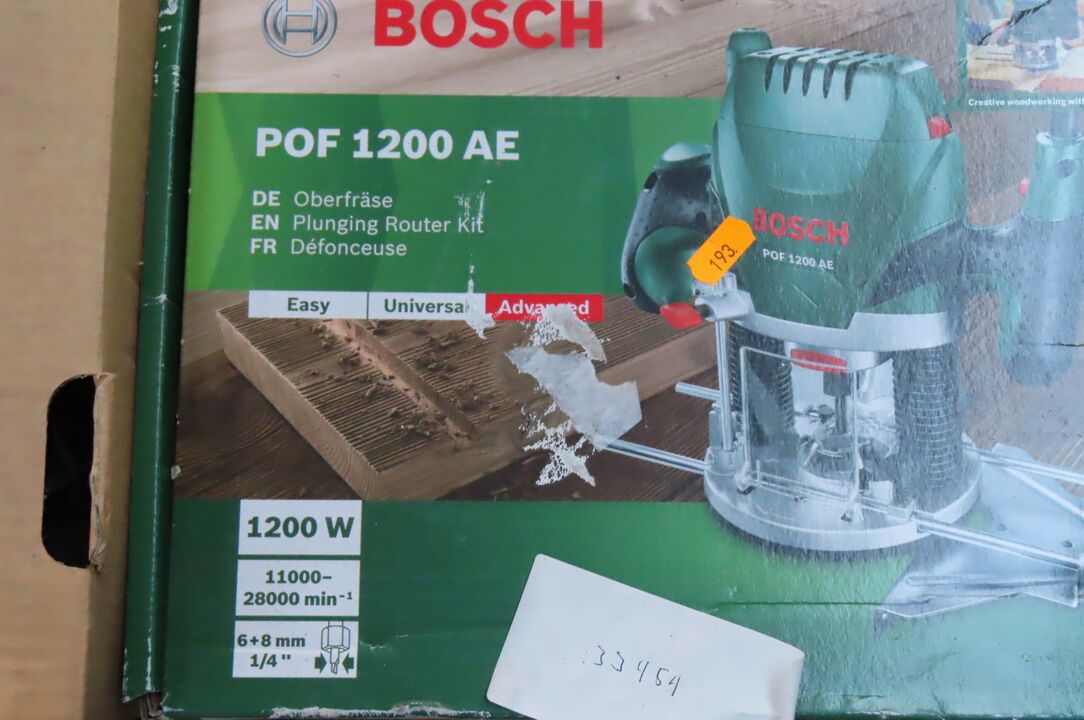 BOSCH
Creative woodworking with
POF 1200 AE
DE Oberfräse
EN Plunging Router Kit
FR Défonceuse
Easy Universal Advanced
BOSCH
POF 1200 AE
193.
1200 W
11000–
28000 min⁻¹
6+8 mm
1/4 "
33454